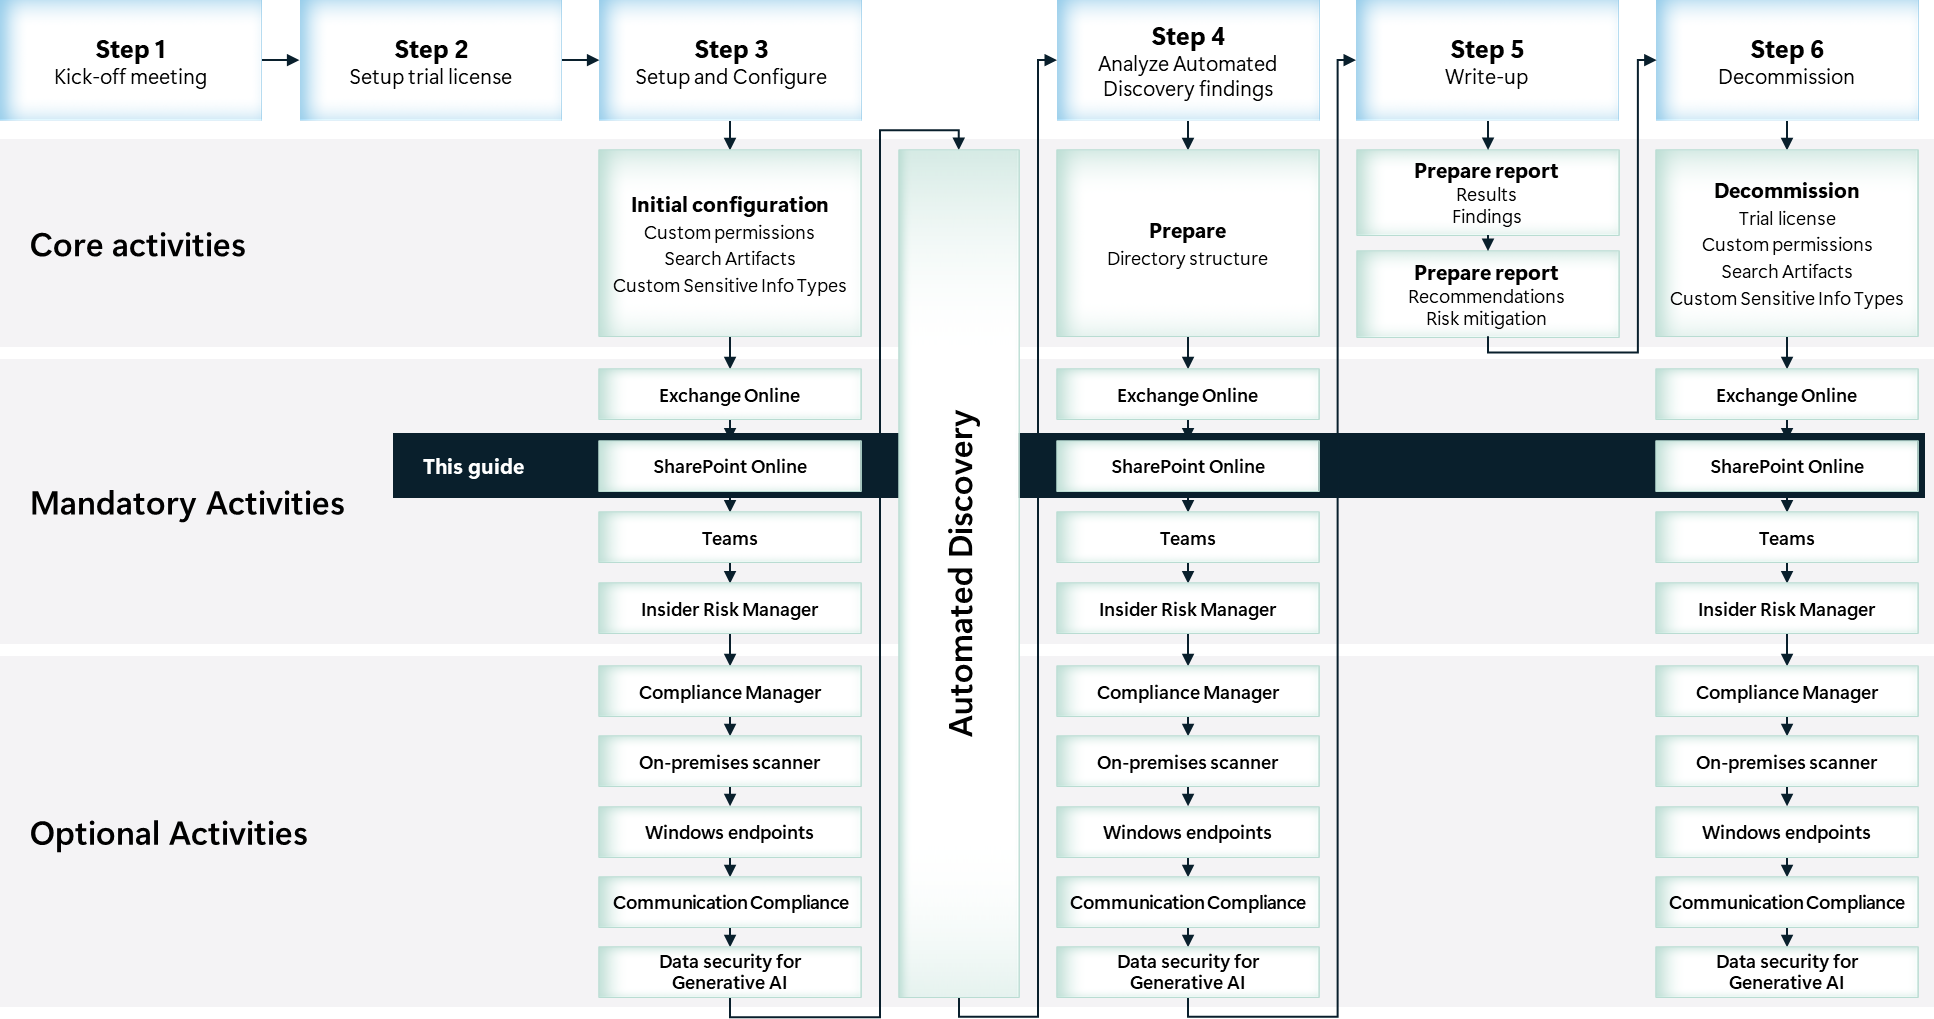 Step 1
Kick-off meeting
Step 2
Setup trial license
Step 3
Setup and Configure
Step 4
Analyze Automated
Discovery findings
Step 5
Write-up
Step 6
Decommission
Core activities
Initial configuration
Custom permissions
Search Artifacts
Custom Sensitive Info Types
Prepare
Directory structure
Prepare report
Results
Findings
Prepare report
Recommendations
Risk mitigation
Decommission
Trial license
Custom permissions
Search Artifacts
Custom Sensitive Info Types
Automated Discovery
Mandatory Activities
Exchange Online
Exchange Online
Exchange Online
This guide
SharePoint Online
SharePoint Online
SharePoint Online
Teams
Teams
Teams
Insider Risk Manager
Insider Risk Manager
Insider Risk Manager
Optional Activities
Compliance Manager
Compliance Manager
Compliance Manager
On-premises scanner
On-premises scanner
On-premises scanner
Windows endpoints
Windows endpoints
Windows endpoints
Communication Compliance
Communication Compliance
Communication Compliance
Data security for
Generative AI
Data security for
Generative AI
Data security for
Generative AI